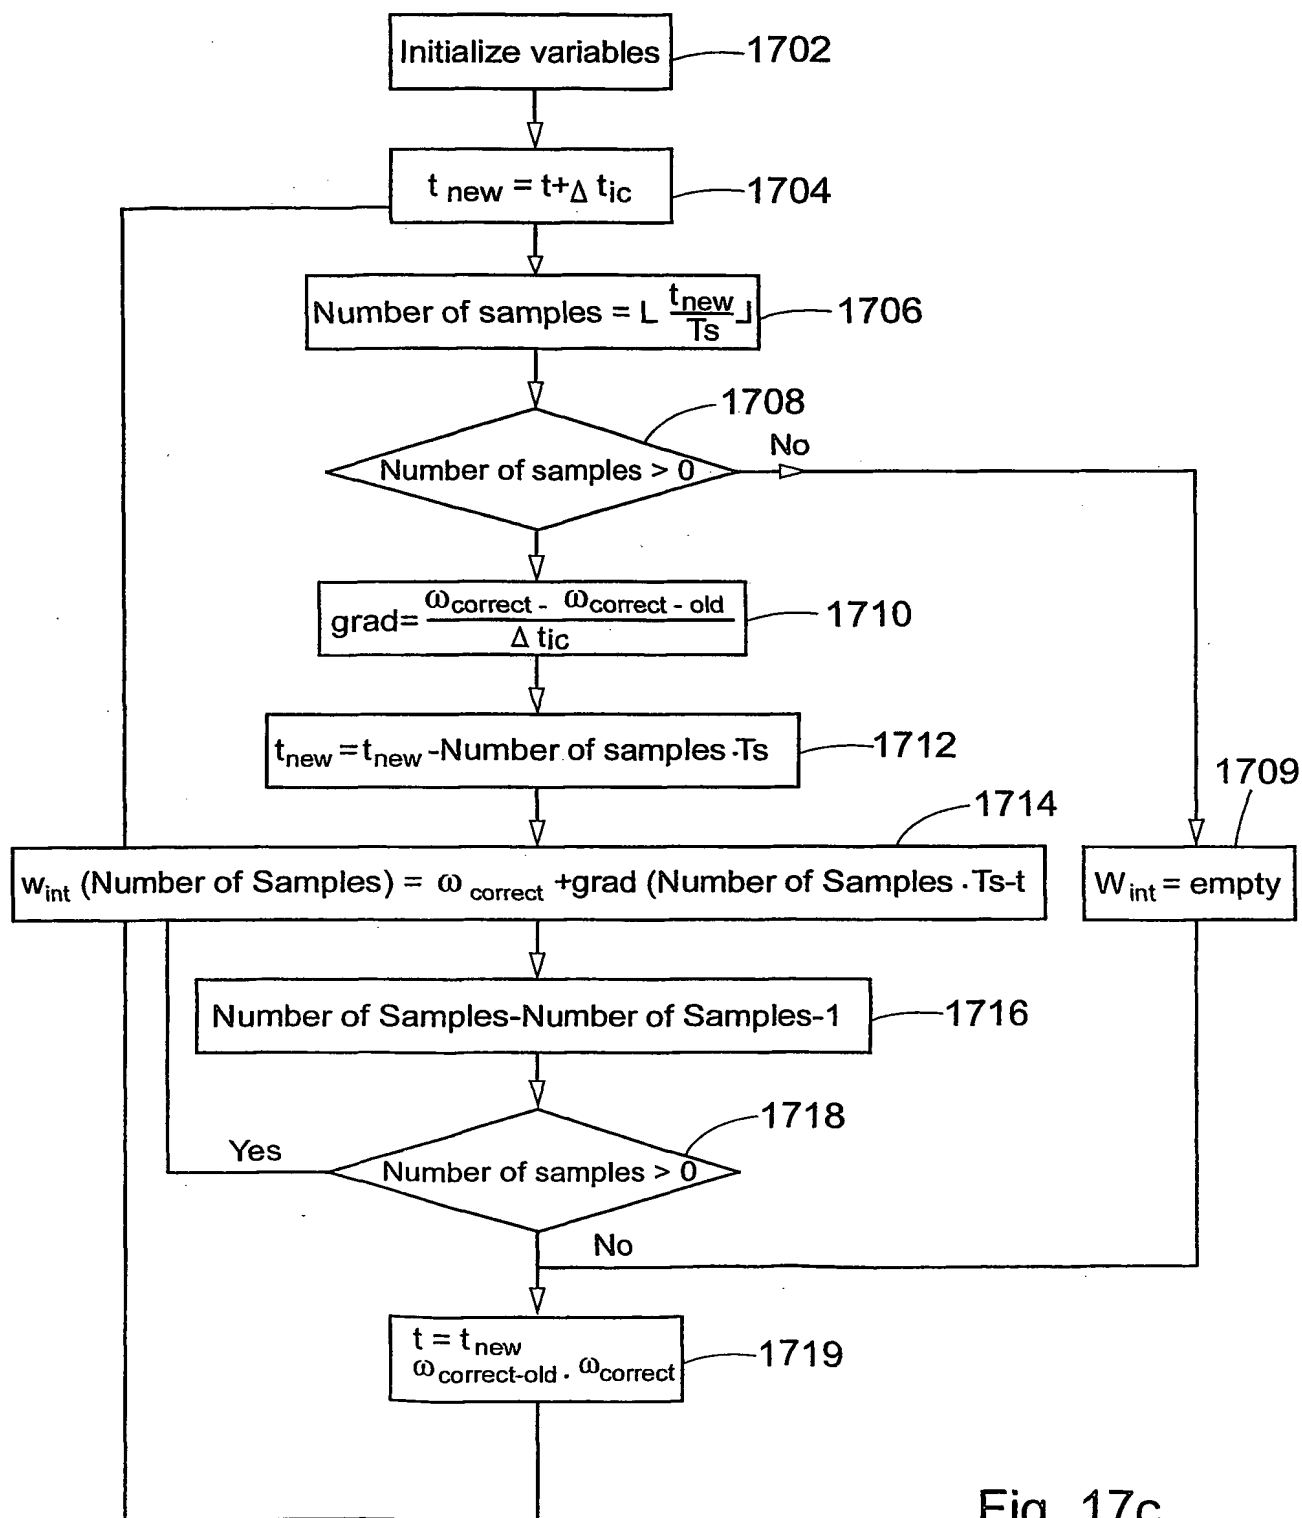 Initialize variables
1702
t new = t+Δ tic
1704
Number of samples = L tnew/Ts ⅃
1706
1708
No
Number of samples > 0
grad= ωcorrect - ωcorrect - old / Δ tic
1710
tnew = tnew -Number of samples ·Ts
1712
1709
1714
wint (Number of Samples) = ω correct +grad (Number of Samples · Ts-t
Wint = empty
Number of Samples-Number of Samples-1
1716
1718
Yes
Number of samples > 0
No
t = tnew
ωcorrect-old · ωcorrect
1719
Fig. 17c